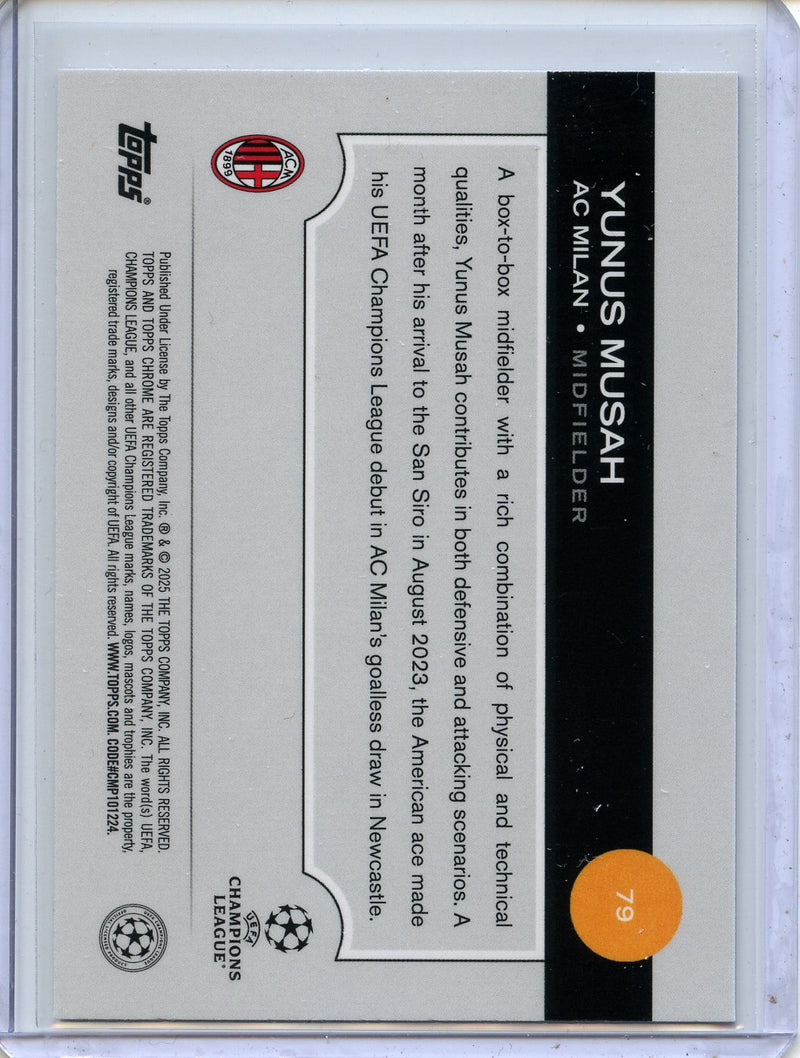 YUNUS MUSAH
AC MILAN • MIDFIELDER
79
A box-to-box midfielder with a rich combination of physical and technical
qualities, Yunus Musah contributes in both defensive and attacking scenarios. A
month after his arrival to the San Siro in August 2023, the American ace made
his UEFA Champions League debut in AC Milan's goalless draw in Newcastle.
ACM
1899
UEFA
CHAMPIONS
LEAGUE®
topps®
Published Under License by The Topps Company, Inc. ® & © 2025 THE TOPPS COMPANY, INC. ALL RIGHTS RESERVED.
TOPPS AND TOPPS CHROME ARE REGISTERED TRADEMARKS OF THE TOPPS COMPANY, INC. The word(s) UEFA,
CHAMPIONS LEAGUE, and all other UEFA Champions League marks, names, logos, mascots and trophies are the property,
registered trade marks, designs and/or copyright of UEFA. All rights reserved. WWW.TOPPS.COM. CODE#CMP101224.